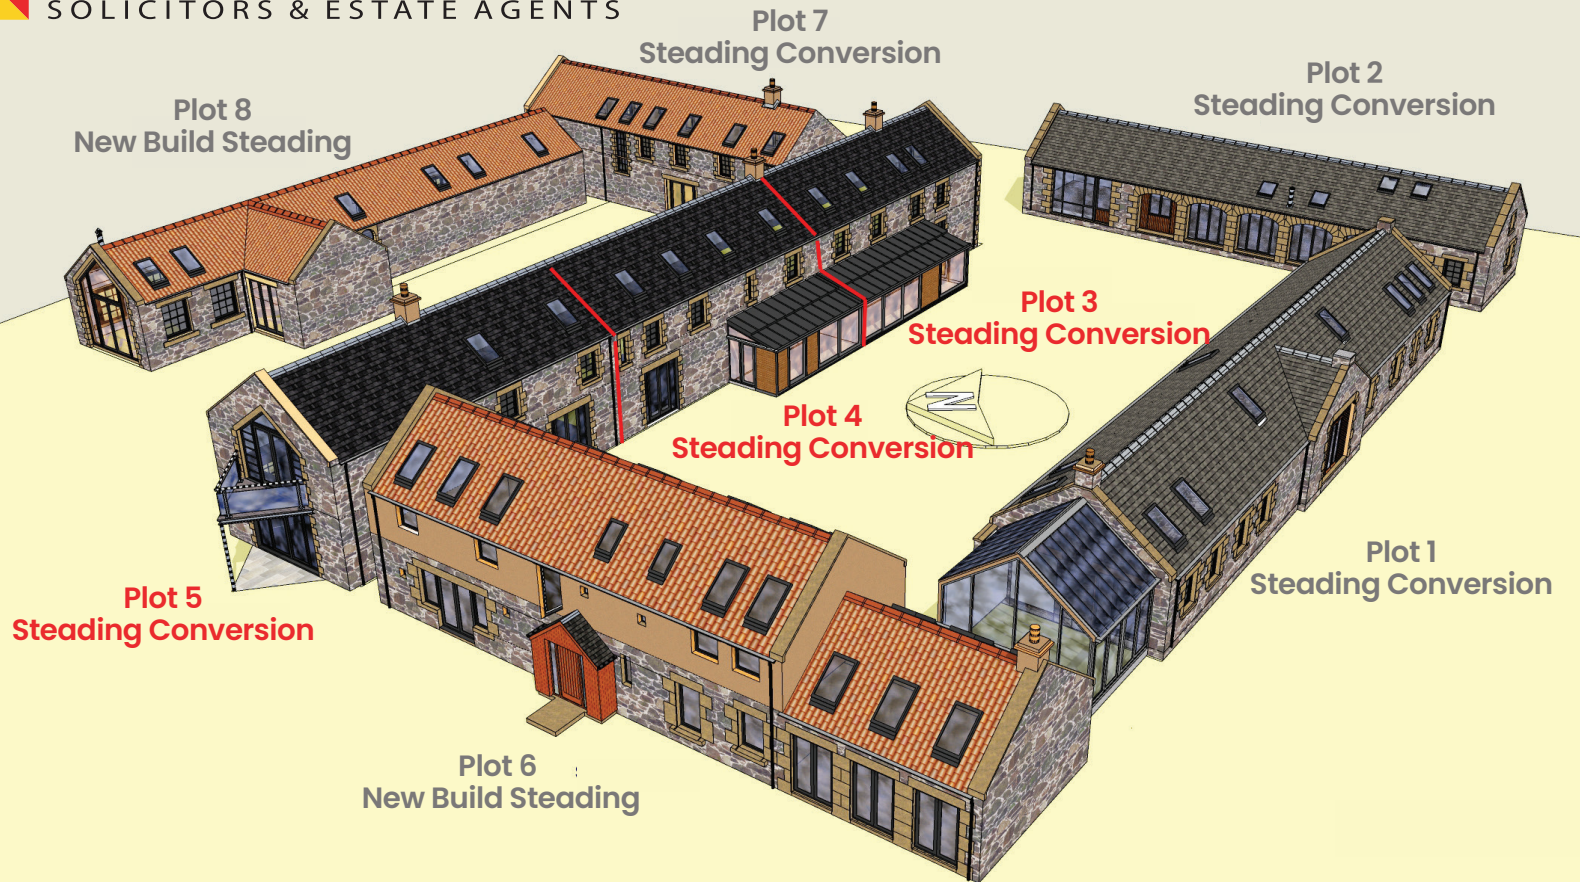 SOLICITORS & ESTATE AGENTS
Plot 7
Steading Conversion
Plot 2
Steading Conversion
Plot 8
New Build Steading
Plot 3
Steading Conversion
N
Plot 4
Steading Conversion
Plot 1
Steading Conversion
Plot 5
Steading Conversion
Plot 6
New Build Steading